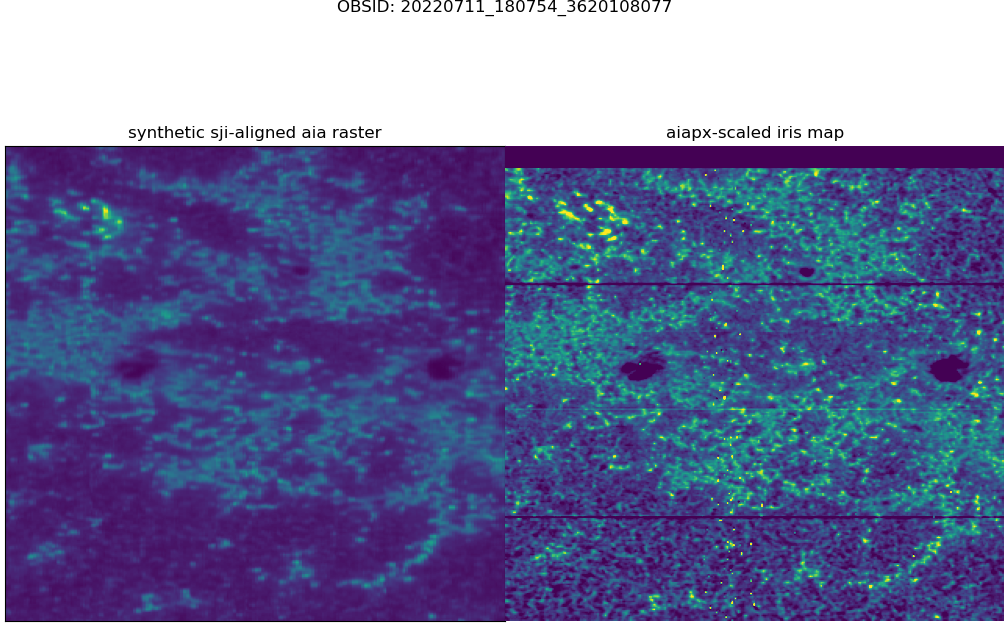 OBSID: 20220711_180754_3620108077
synthetic sji-aligned aia raster
aiapx-scaled iris map